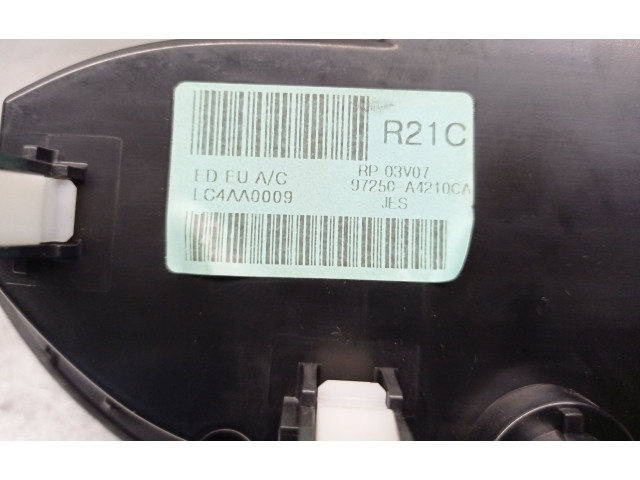 R21C
ED EU A/C RP 03V07
LC4AA0009 97250-A4210CA
JES